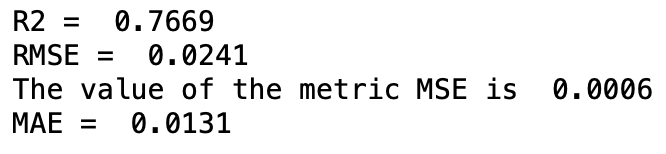 R2 =  0.7669
RMSE =  0.0241
The value of the metric MSE is  0.0006
MAE =  0.0131